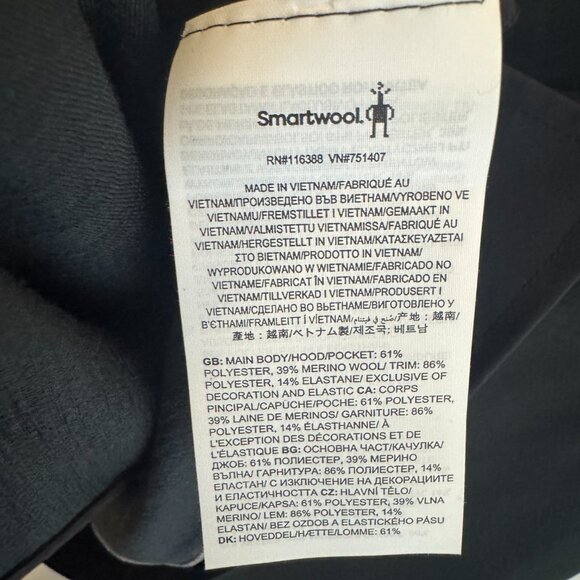 Smartwool.
RN#116388 VN#751407
MADE IN VIETNAM/FABRIQUÉ AU
VIETNAM/ПРОИЗВЕДЕНО ВЪВ ВИЕТНАМ/VYROBENO VE
VIETNAMU/FREMSTILLET I VIETNAM/GEMAAKT IN
VIETNAM/VALMISTETTU VIETNAMISSA/FABRIQUÉ AU
VIETNAM/HERGESTELLT IN VIETNAM/ΚΑΤΑΣΚΕΥΑΖΕΤΑΙ
ΣΤΟ ΒΙΕΤΝΑΜ/PRODOTTO IN VIETNAM/
WYPRODUKOWANO W WIETNAMIE/FABRICADO NO
VIETNAME/FABRICAT ÎN VIETNAM/FABRICADO EN
VIETNAM/TILLVERKAD I VIETNAM/PRODUSERT I
VIETNAM/СДЕЛАНО ВО ВЬЕТНАМЕ/ВИГОТОВЛЕНО У
В'ЄТНАМІ/FRAMLEITT Í VÍETNAM/صنع في فيتنام/产地：越南/
產地：越南/ベトナム製/제조국: 베트남
GB: MAIN BODY/HOOD/POCKET: 61%
POLYESTER, 39% MERINO WOOL/ TRIM: 86%
POLYESTER, 14% ELASTANE/ EXCLUSIVE OF
DECORATION AND ELASTIC CA: CORPS
PINCIPAL/CAPUCHE/POCHE: 61% POLYESTER,
39% LAINE DE MERINOS/ GARNITURE: 86%
POLYESTER, 14% ÉLASTHANNE/ À
L'EXCEPTION DES DÉCORATIONS ET DE
L'ÉLASTIQUE BG: ОСНОВНА ЧАСТ/КАЧУЛКА/
ДЖОБ: 61% ПОЛИЕСТЕР, 39% МЕРИНО
ВЪЛНА/ ГАРНИТУРА: 86% ПОЛИЕСТЕР, 14%
ЕЛАСТАН/ С ИЗКЛЮЧЕНИЕ НА ДЕКОРАЦИИТЕ
И ЕЛАСТИЧНОСТТА CZ: HLAVNÍ TĚLO/
KAPUCE/KAPSA: 61% POLYESTER, 39% VLNA
MERINO/ LEM: 86% POLYESTER, 14%
ELASTAN/ BEZ OZDOB A ELASTICKÉHO PÁSU
DK: HOVEDDEL/HÆTTE/LOMME: 61%